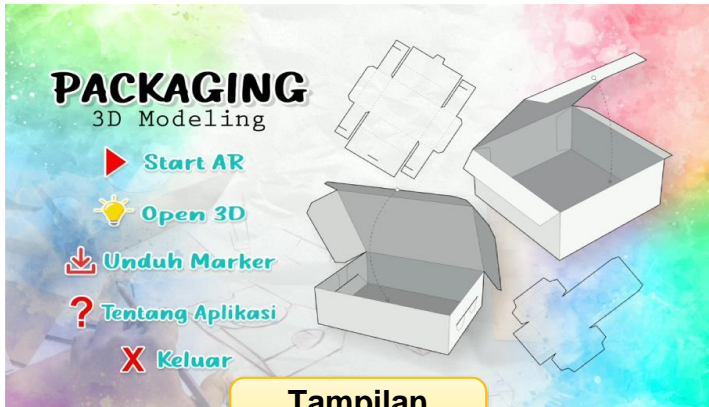 PACKAGING
3D Modeling
Start AR
Open 3D
Unduh Marker
? Tentang Aplikasi
X Keluar
Tampilan